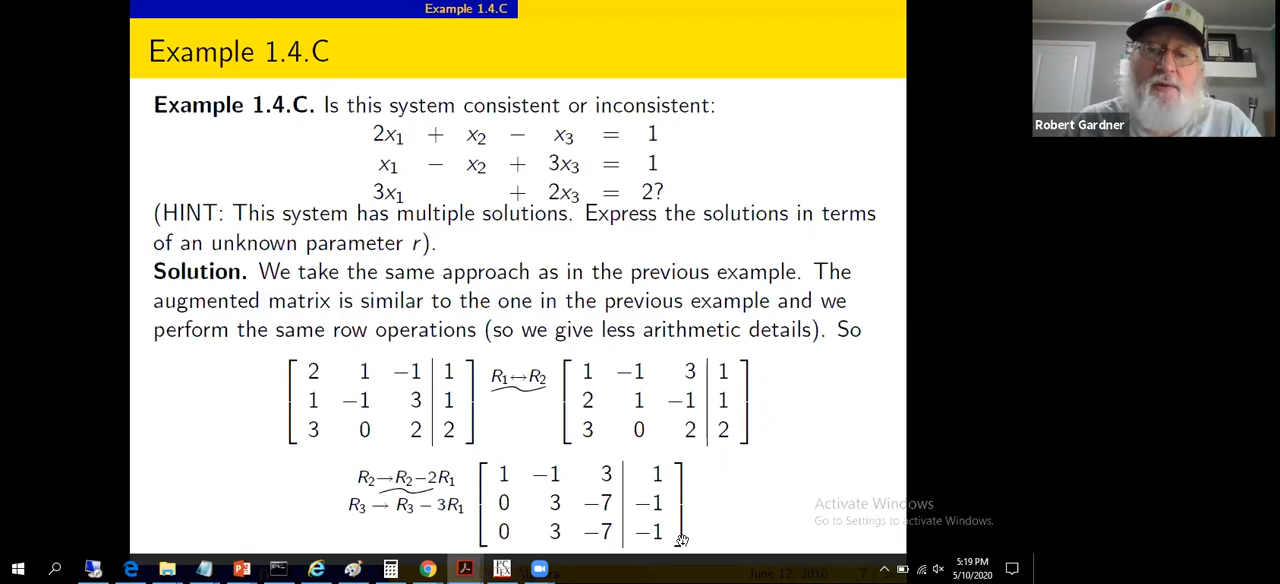 Example 1.4.C
Example 1.4.C
Robert Gardner
Example 1.4.C. Is this system consistent or inconsistent:
2x₁ + x₂ − x₃ = 1
x₁ − x₂ + 3x₃ = 1
3x₁ + 2x₃ = 2?
(HINT: This system has multiple solutions. Express the solutions in terms
of an unknown parameter r).
Solution. We take the same approach as in the previous example. The
augmented matrix is similar to the one in the previous example and we
perform the same row operations (so we give less arithmetic details). So
2 1 −1 | 1 R₁↔R₂ 1 −1 3 | 1
1 −1 3 | 1 2 1 −1 | 1
3 0 2 | 2 3 0 2 | 2
R₂→R₂−2R₁ 1 −1 3 | 1
R₃ → R₃ − 3R₁ 0 3 −7 | −1
0 3 −7 | −1
Activate Windows
Go to Settings to activate Windows.
June 12, 2016
5:19 PM
5/10/2020